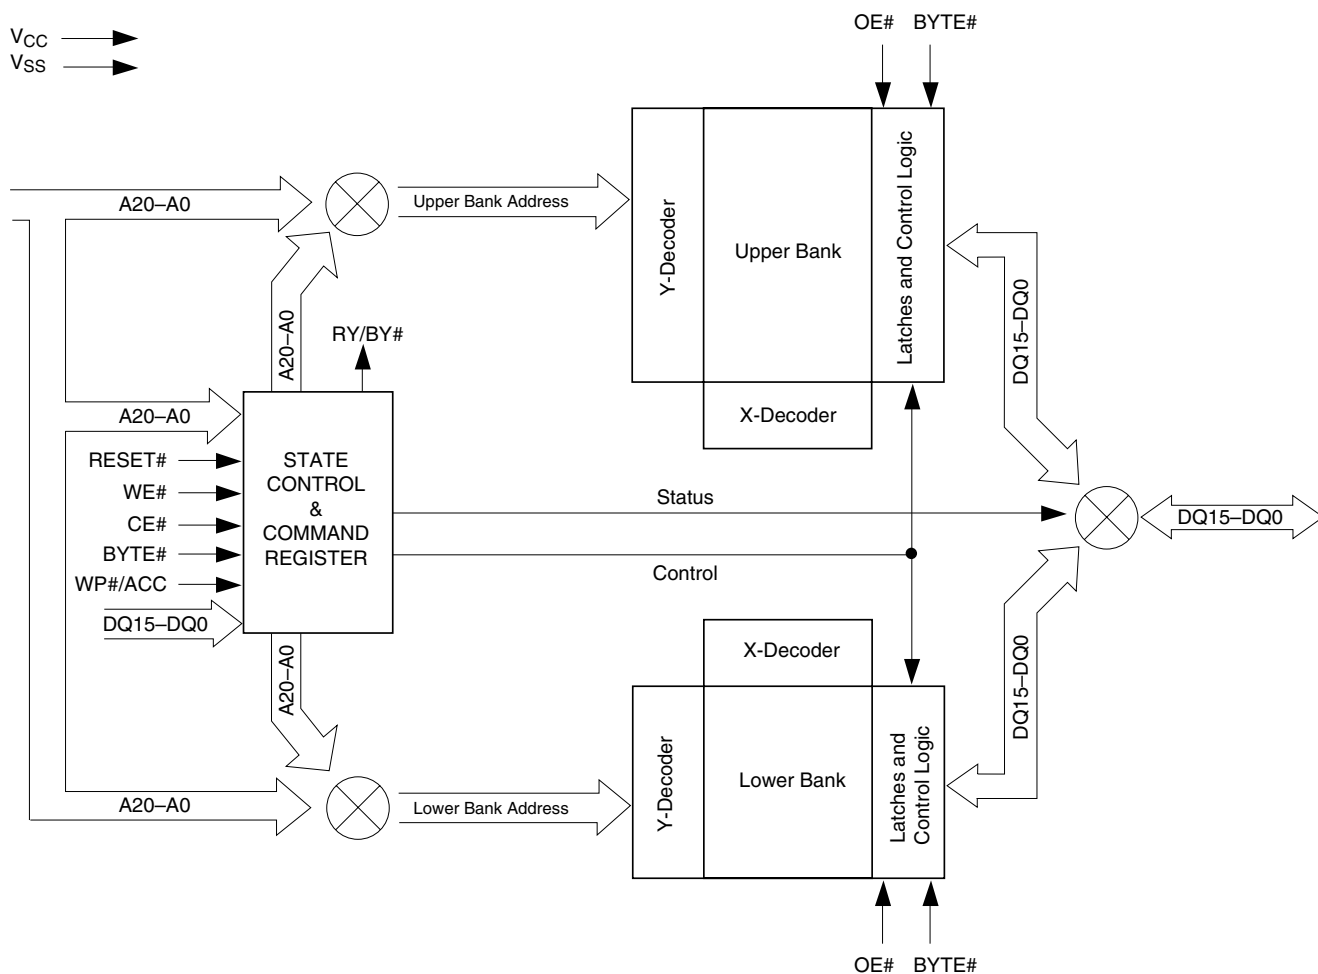 OE# BYTE#
VCC
VSS
A20–A0
Upper Bank Address
Y-Decoder
Upper Bank
Latches and Control Logic
X-Decoder
DQ15–DQ0
A20–A0
RY/BY#
A20–A0
RESET#
WE#
CE#
BYTE#
WP#/ACC
DQ15–DQ0
STATE
CONTROL
&
COMMAND
REGISTER
Status
Control
DQ15–DQ0
A20–A0
X-Decoder
DQ15–DQ0
A20–A0
Lower Bank Address
Y-Decoder
Lower Bank
Latches and
Control Logic
OE# BYTE#